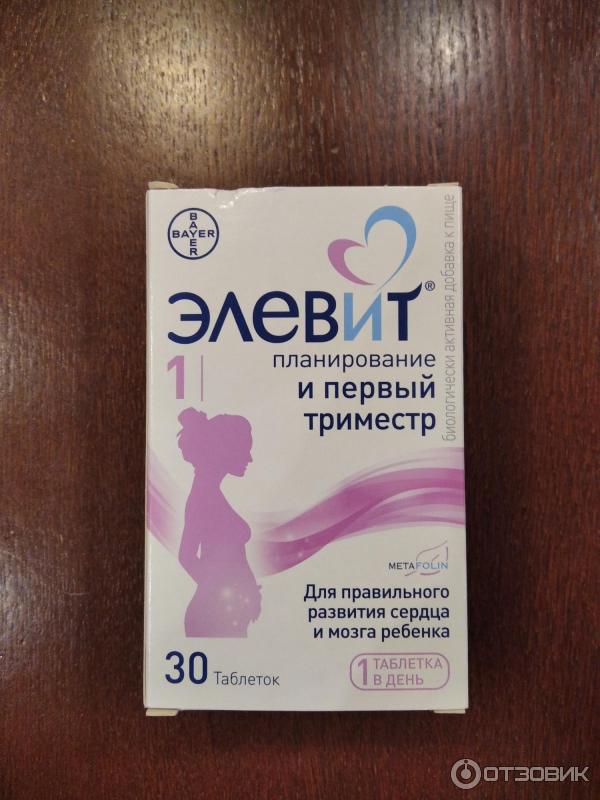 BAYER
BAYER
ЭЛЕВИТ®
1
планирование
и первый
триместр
биологически активная добавка к пище
METAFOLIN
Для правильного
развития сердца
и мозга ребенка
30 Таблеток
1 ТАБЛЕТКА
В ДЕНЬ
ОТЗОВИК